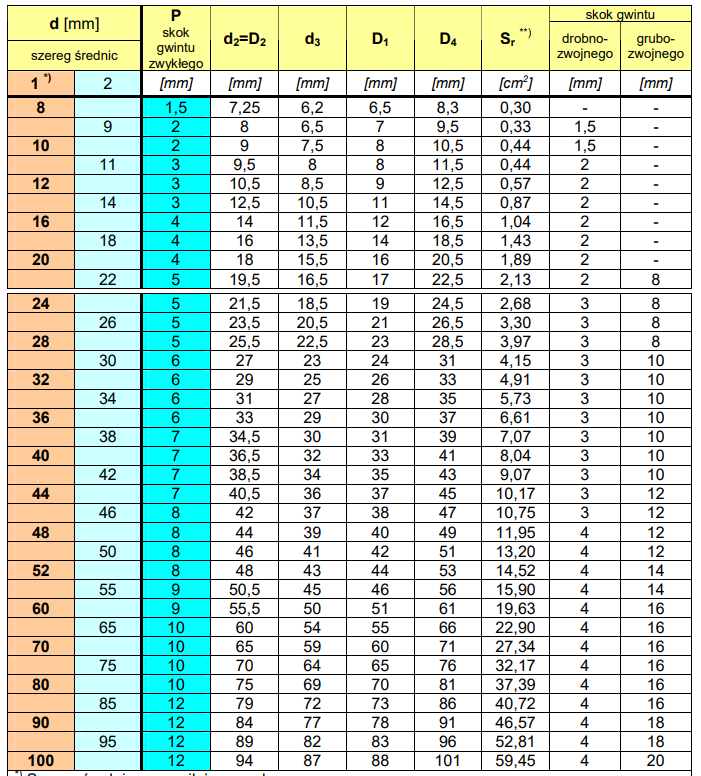 d [mm] P skok gwintu zwykłego d2=D2 d3 D1 D4 Sr **) skok gwintu
szereg średnic drobno-zwojnego grubo-zwojnego
1 *) 2 [mm] [mm] [mm] [mm] [mm] [cm2] [mm] [mm]
8 1,5 7,25 6,2 6,5 8,3 0,30 - -
9 2 8 6,5 7 9,5 0,33 1,5 -
10 2 9 7,5 8 10,5 0,44 1,5 -
11 3 9,5 8 8 11,5 0,44 2 -
12 3 10,5 8,5 9 12,5 0,57 2 -
14 3 12,5 10,5 11 14,5 0,87 2 -
16 4 14 11,5 12 16,5 1,04 2 -
18 4 16 13,5 14 18,5 1,43 2 -
20 4 18 15,5 16 20,5 1,89 2 -
22 5 19,5 16,5 17 22,5 2,13 2 8
24 5 21,5 18,5 19 24,5 2,68 3 8
26 5 23,5 20,5 21 26,5 3,30 3 8
28 5 25,5 22,5 23 28,5 3,97 3 8
30 6 27 23 24 31 4,15 3 10
32 6 29 25 26 33 4,91 3 10
34 6 31 27 28 35 5,73 3 10
36 6 33 29 30 37 6,61 3 10
38 7 34,5 30 31 39 7,07 3 10
40 7 36,5 32 33 41 8,04 3 10
42 7 38,5 34 35 43 9,07 3 10
44 7 40,5 36 37 45 10,17 3 12
46 8 42 37 38 47 10,75 3 12
48 8 44 39 40 49 11,95 4 12
50 8 46 41 42 51 13,20 4 12
52 8 48 43 44 53 14,52 4 14
55 9 50,5 45 46 56 15,90 4 14
60 9 55,5 50 51 61 19,63 4 16
65 10 60 54 55 66 22,90 4 16
70 10 65 59 60 71 27,34 4 16
75 10 70 64 65 76 32,17 4 16
80 10 75 69 70 81 37,39 4 16
85 12 79 72 73 86 40,72 4 16
90 12 84 77 78 91 46,57 4 18
95 12 89 82 83 96 52,81 4 18
100 12 94 87 88 101 59,45 4 20